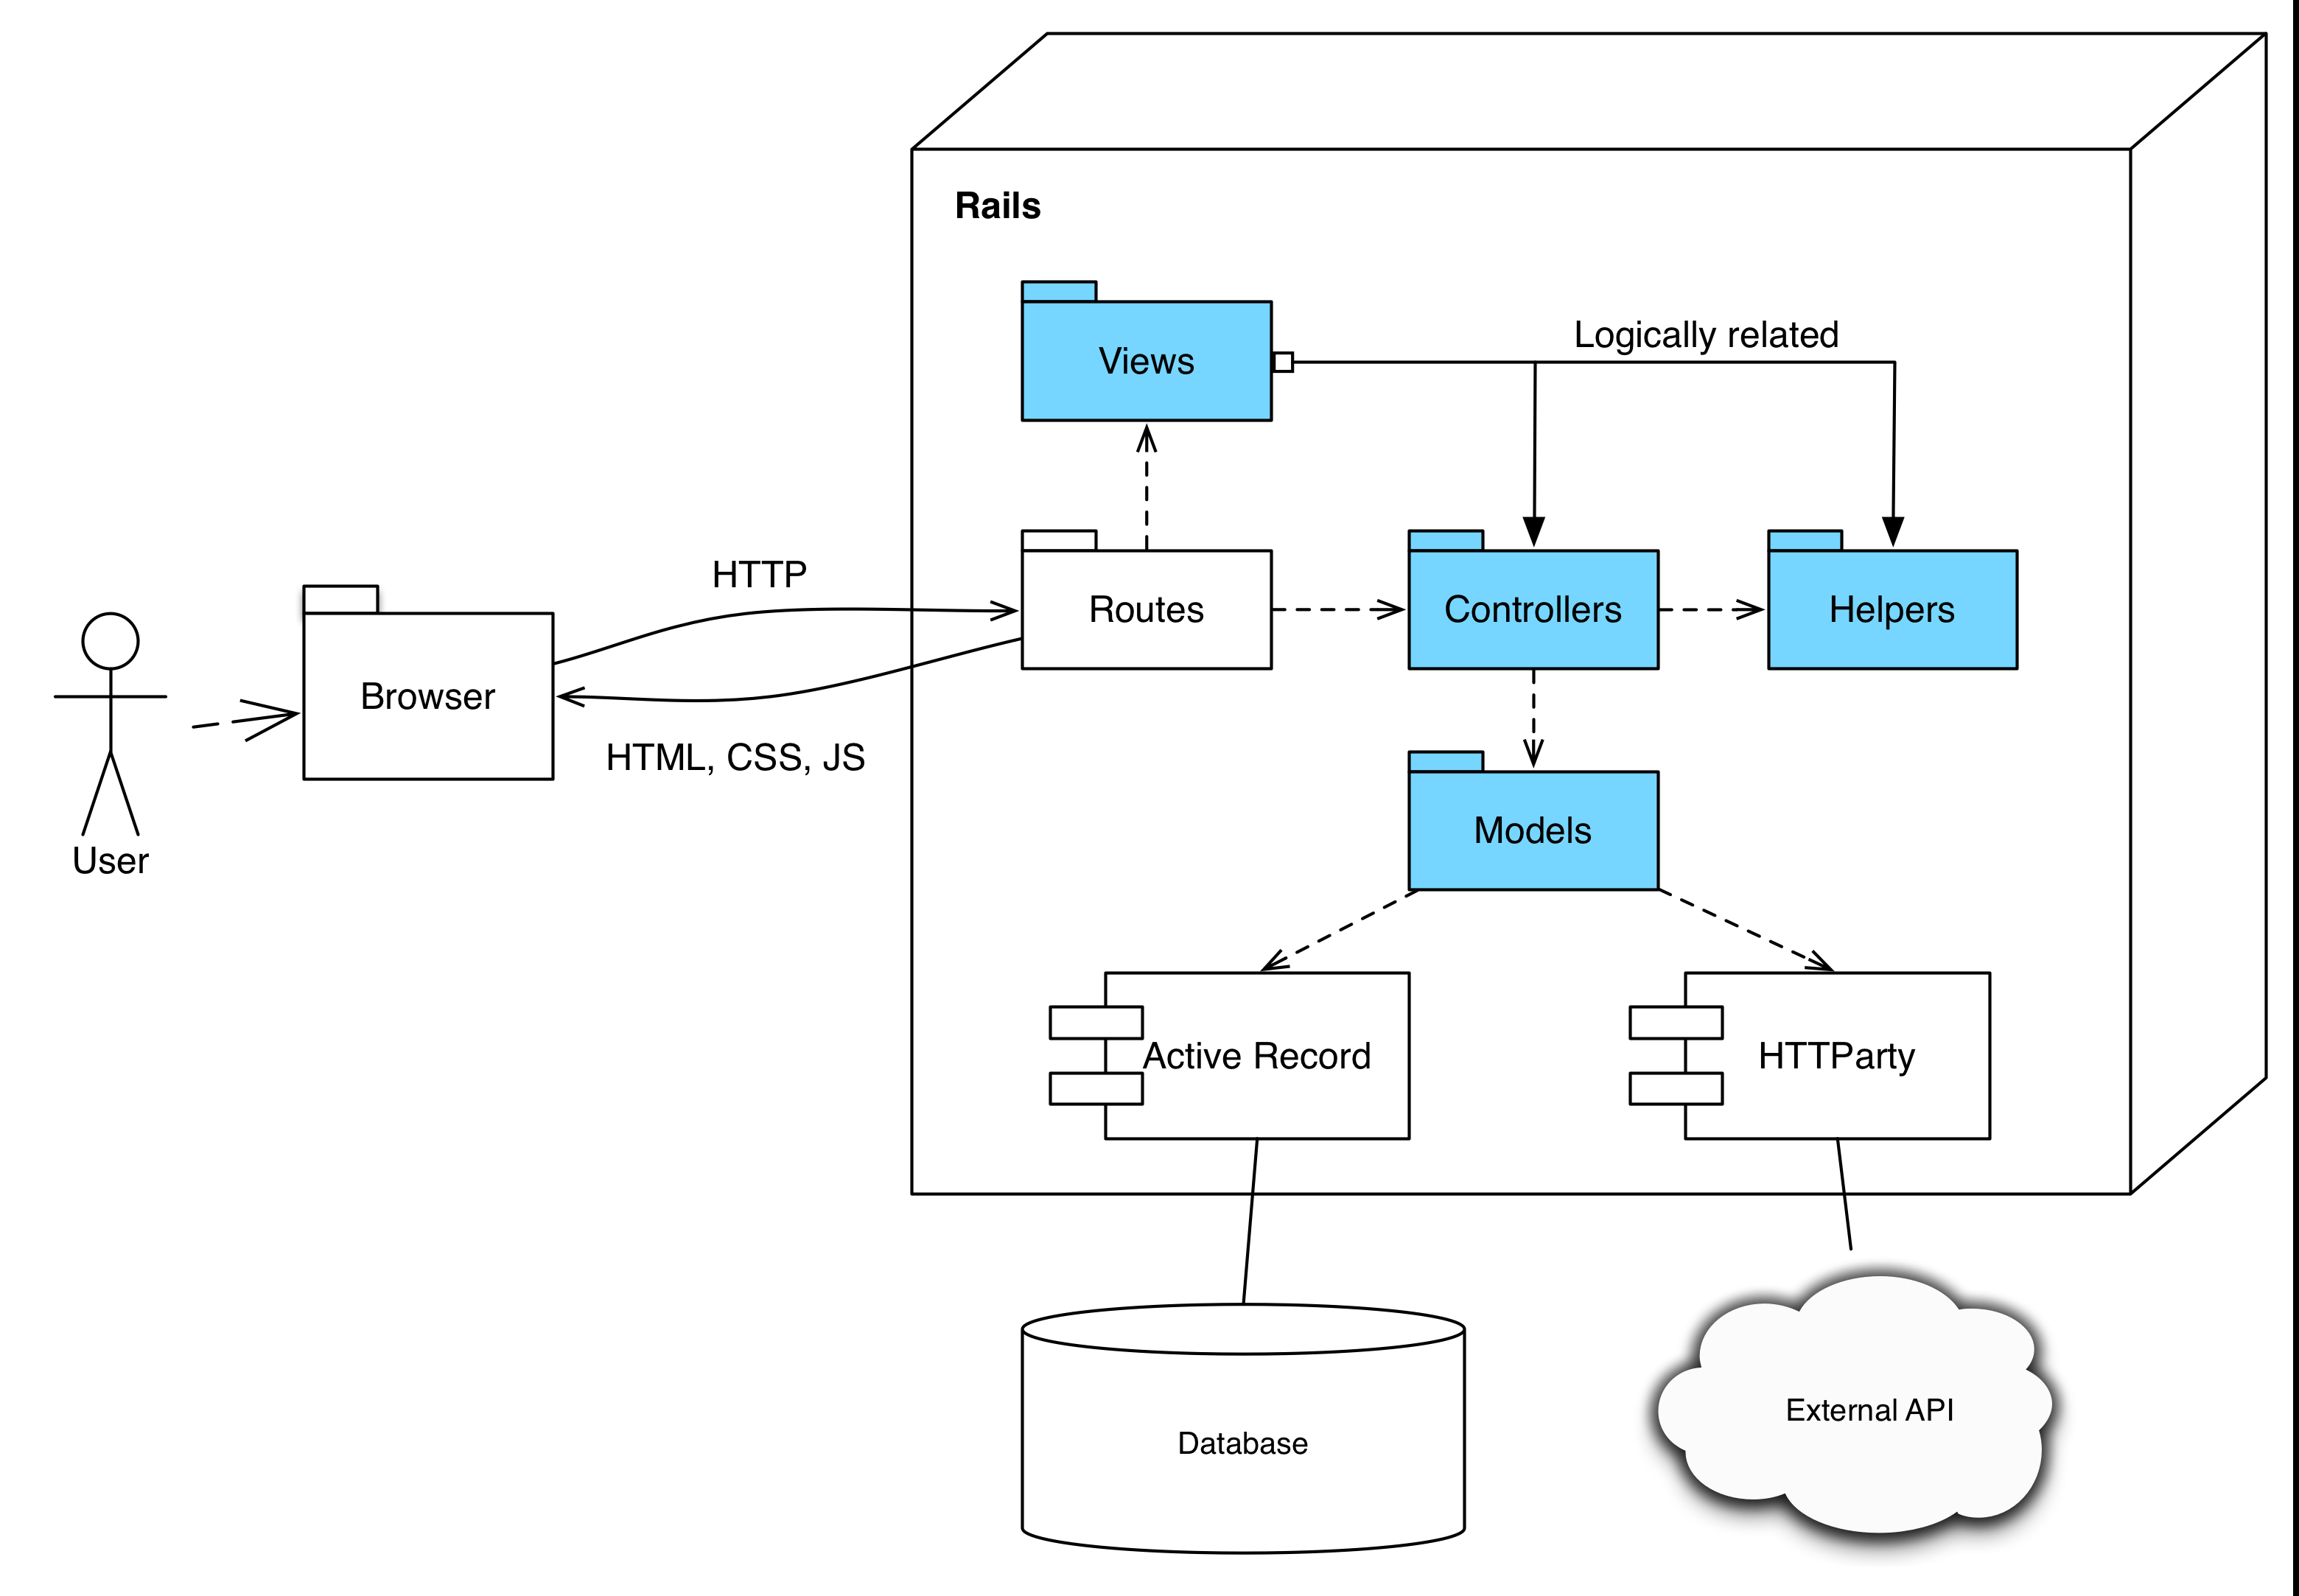 Rails
Views
Logically related
HTTP
Routes
Controllers
Helpers
Browser
HTML, CSS, JS
User
Models
Active Record
HTTParty
External API
Database